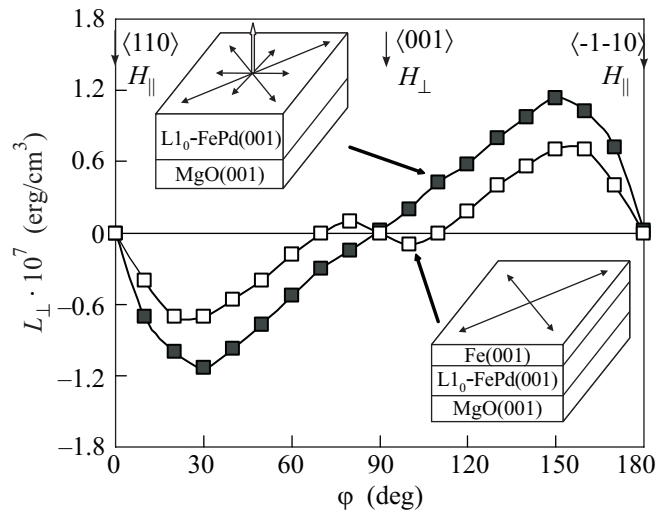 1.8
1.2
0.6
0
−0.6
−1.2
−1.8
L⊥ · 10⁷ (erg/cm³)
⟨110⟩
H||
⟨001⟩
H⊥
⟨-1-10⟩
H||
L1₀-FePd(001)
MgO(001)
Fe(001)
L1₀-FePd(001)
MgO(001)
0 30 60 90 120 150 180
φ (deg)